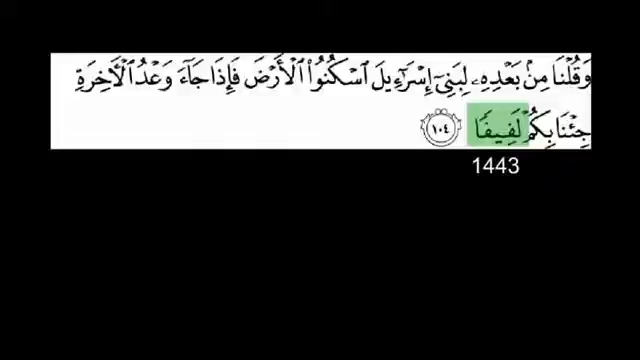 وَقُلْنَا مِنۢ بَعْدِهِۦ لِبَنِىٓ إِسْرَٰٓءِيلَ ٱسْكُنُوا۟ ٱلْأَرْضَ فَإِذَا جَآءَ وَعْدُ ٱلْـَٔاخِرَةِ
جِئْنَا بِكُمْ لَفِيفًا ١٠٤
1443